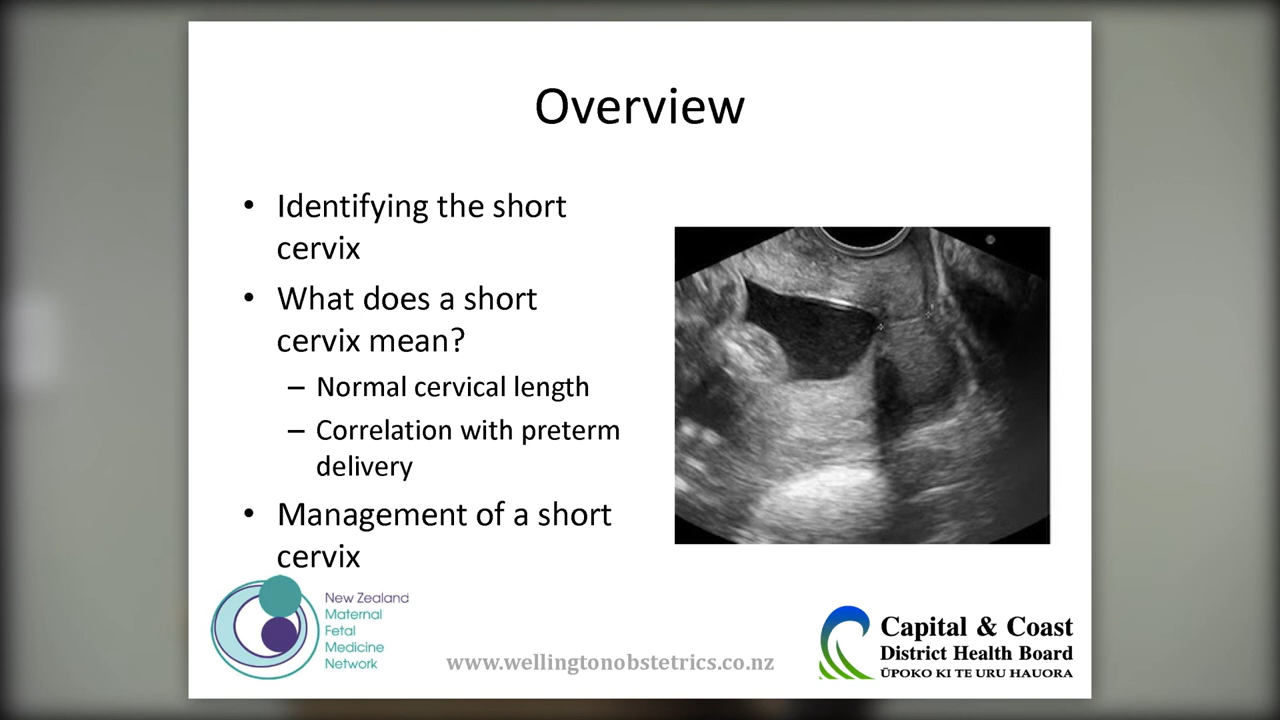 Overview
• Identifying the short
cervix
• What does a short
cervix mean?
– Normal cervical length
– Correlation with preterm
delivery
• Management of a short
cervix
New Zealand
Maternal
Fetal
Medicine
Network
www.wellingtonobstetrics.co.nz
Capital & Coast
District Health Board
ŪPOKO KI TE URU HAUORA